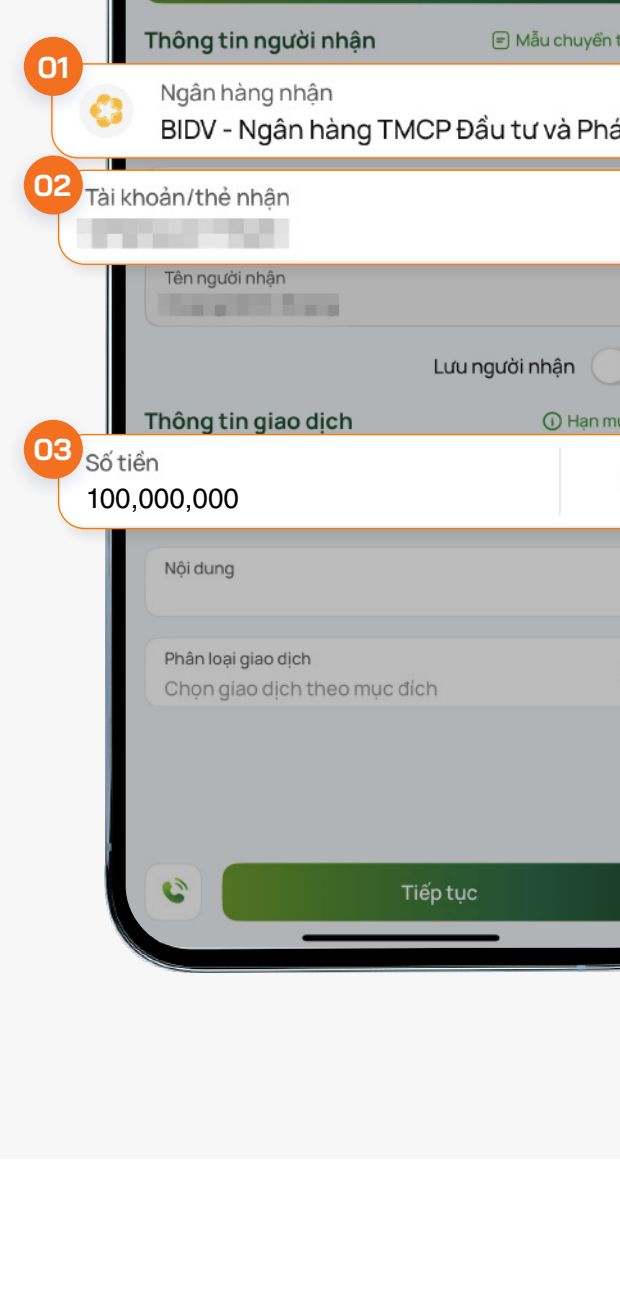 Thông tin người nhận
Mẫu chuyển
01
Ngân hàng nhận
BIDV - Ngân hàng TMCP Đầu tư và
02
Tài khoản/thẻ nhận
Tên người nhận
Lưu người nhận
Thông tin giao dịch
Hạn
03
Số tiền
100,000,000
Nội dung
Phân loại giao dịch
Chọn giao dịch theo mục đích
Tiếp tục